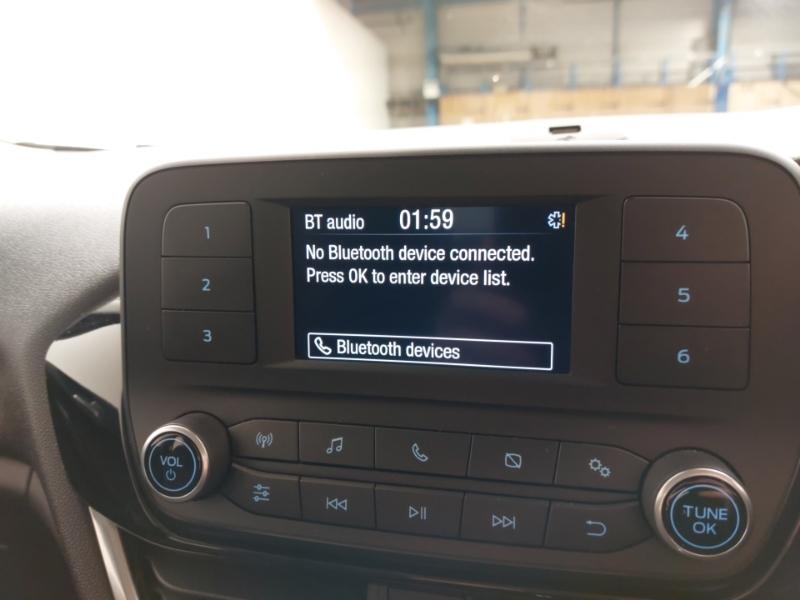 BT audio 01:59
No Bluetooth device connected.
Press OK to enter device list.
Bluetooth devices
1
2
3
4
5
6
VOL
TUNE
OK